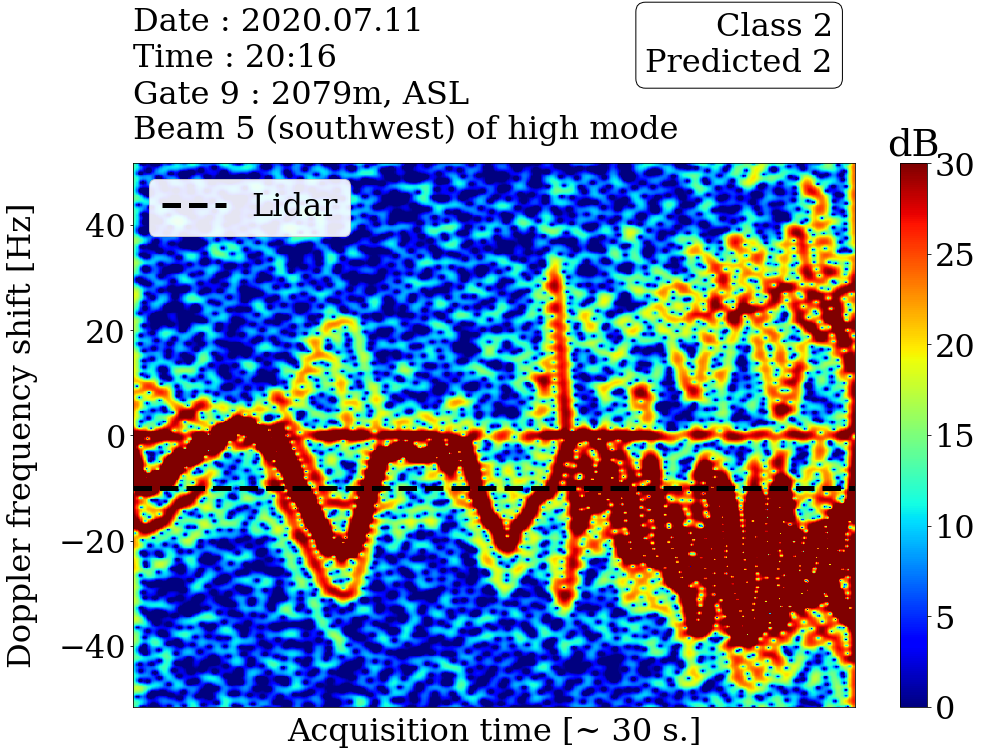 Date : 2020.07.11
Time : 20:16
Gate 9 : 2079m, ASL
Beam 5 (southwest) of high mode
Class 2
Predicted 2
dB
30
25
20
15
10
5
0
Lidar
Doppler frequency shift [Hz]
40
20
0
−20
−40
Acquisition time [~ 30 s.]